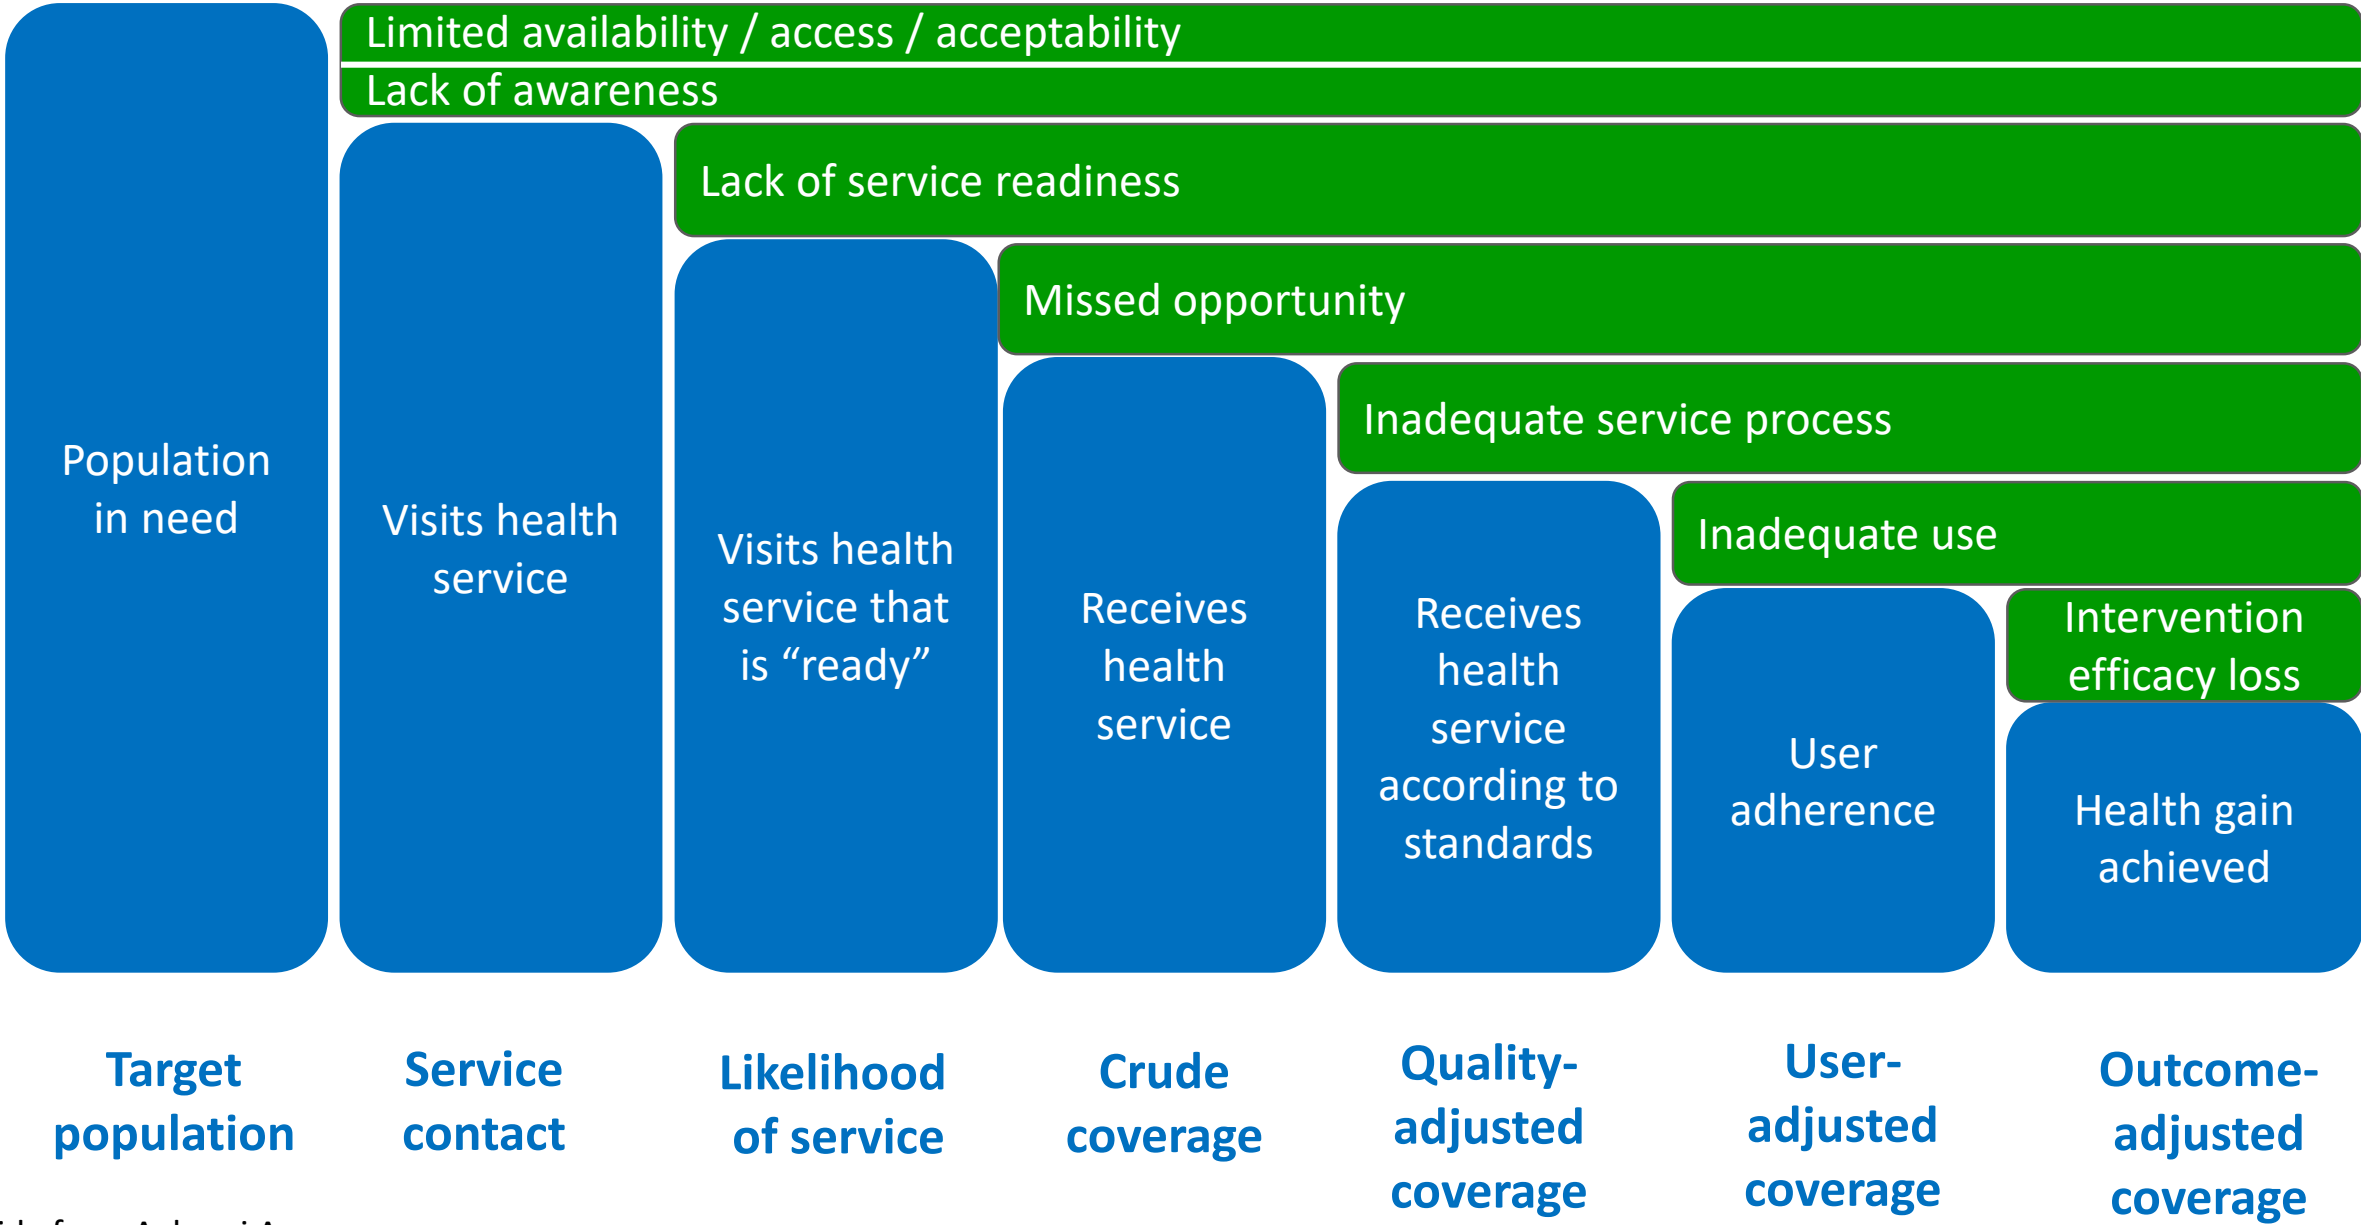 Limited availability / access / acceptability
Lack of awareness
Lack of service readiness
Missed opportunity
Inadequate service process
Inadequate use
Intervention
efficacy loss
Population
in need
Visits health
service
Visits health
service that
is “ready”
Receives
health
service
Receives
health
service
according to
standards
User
adherence
Health gain
achieved
Target
population
Service
contact
Likelihood
of service
Crude
coverage
Quality-
adjusted
coverage
User-
adjusted
coverage
Outcome-
adjusted
coverage